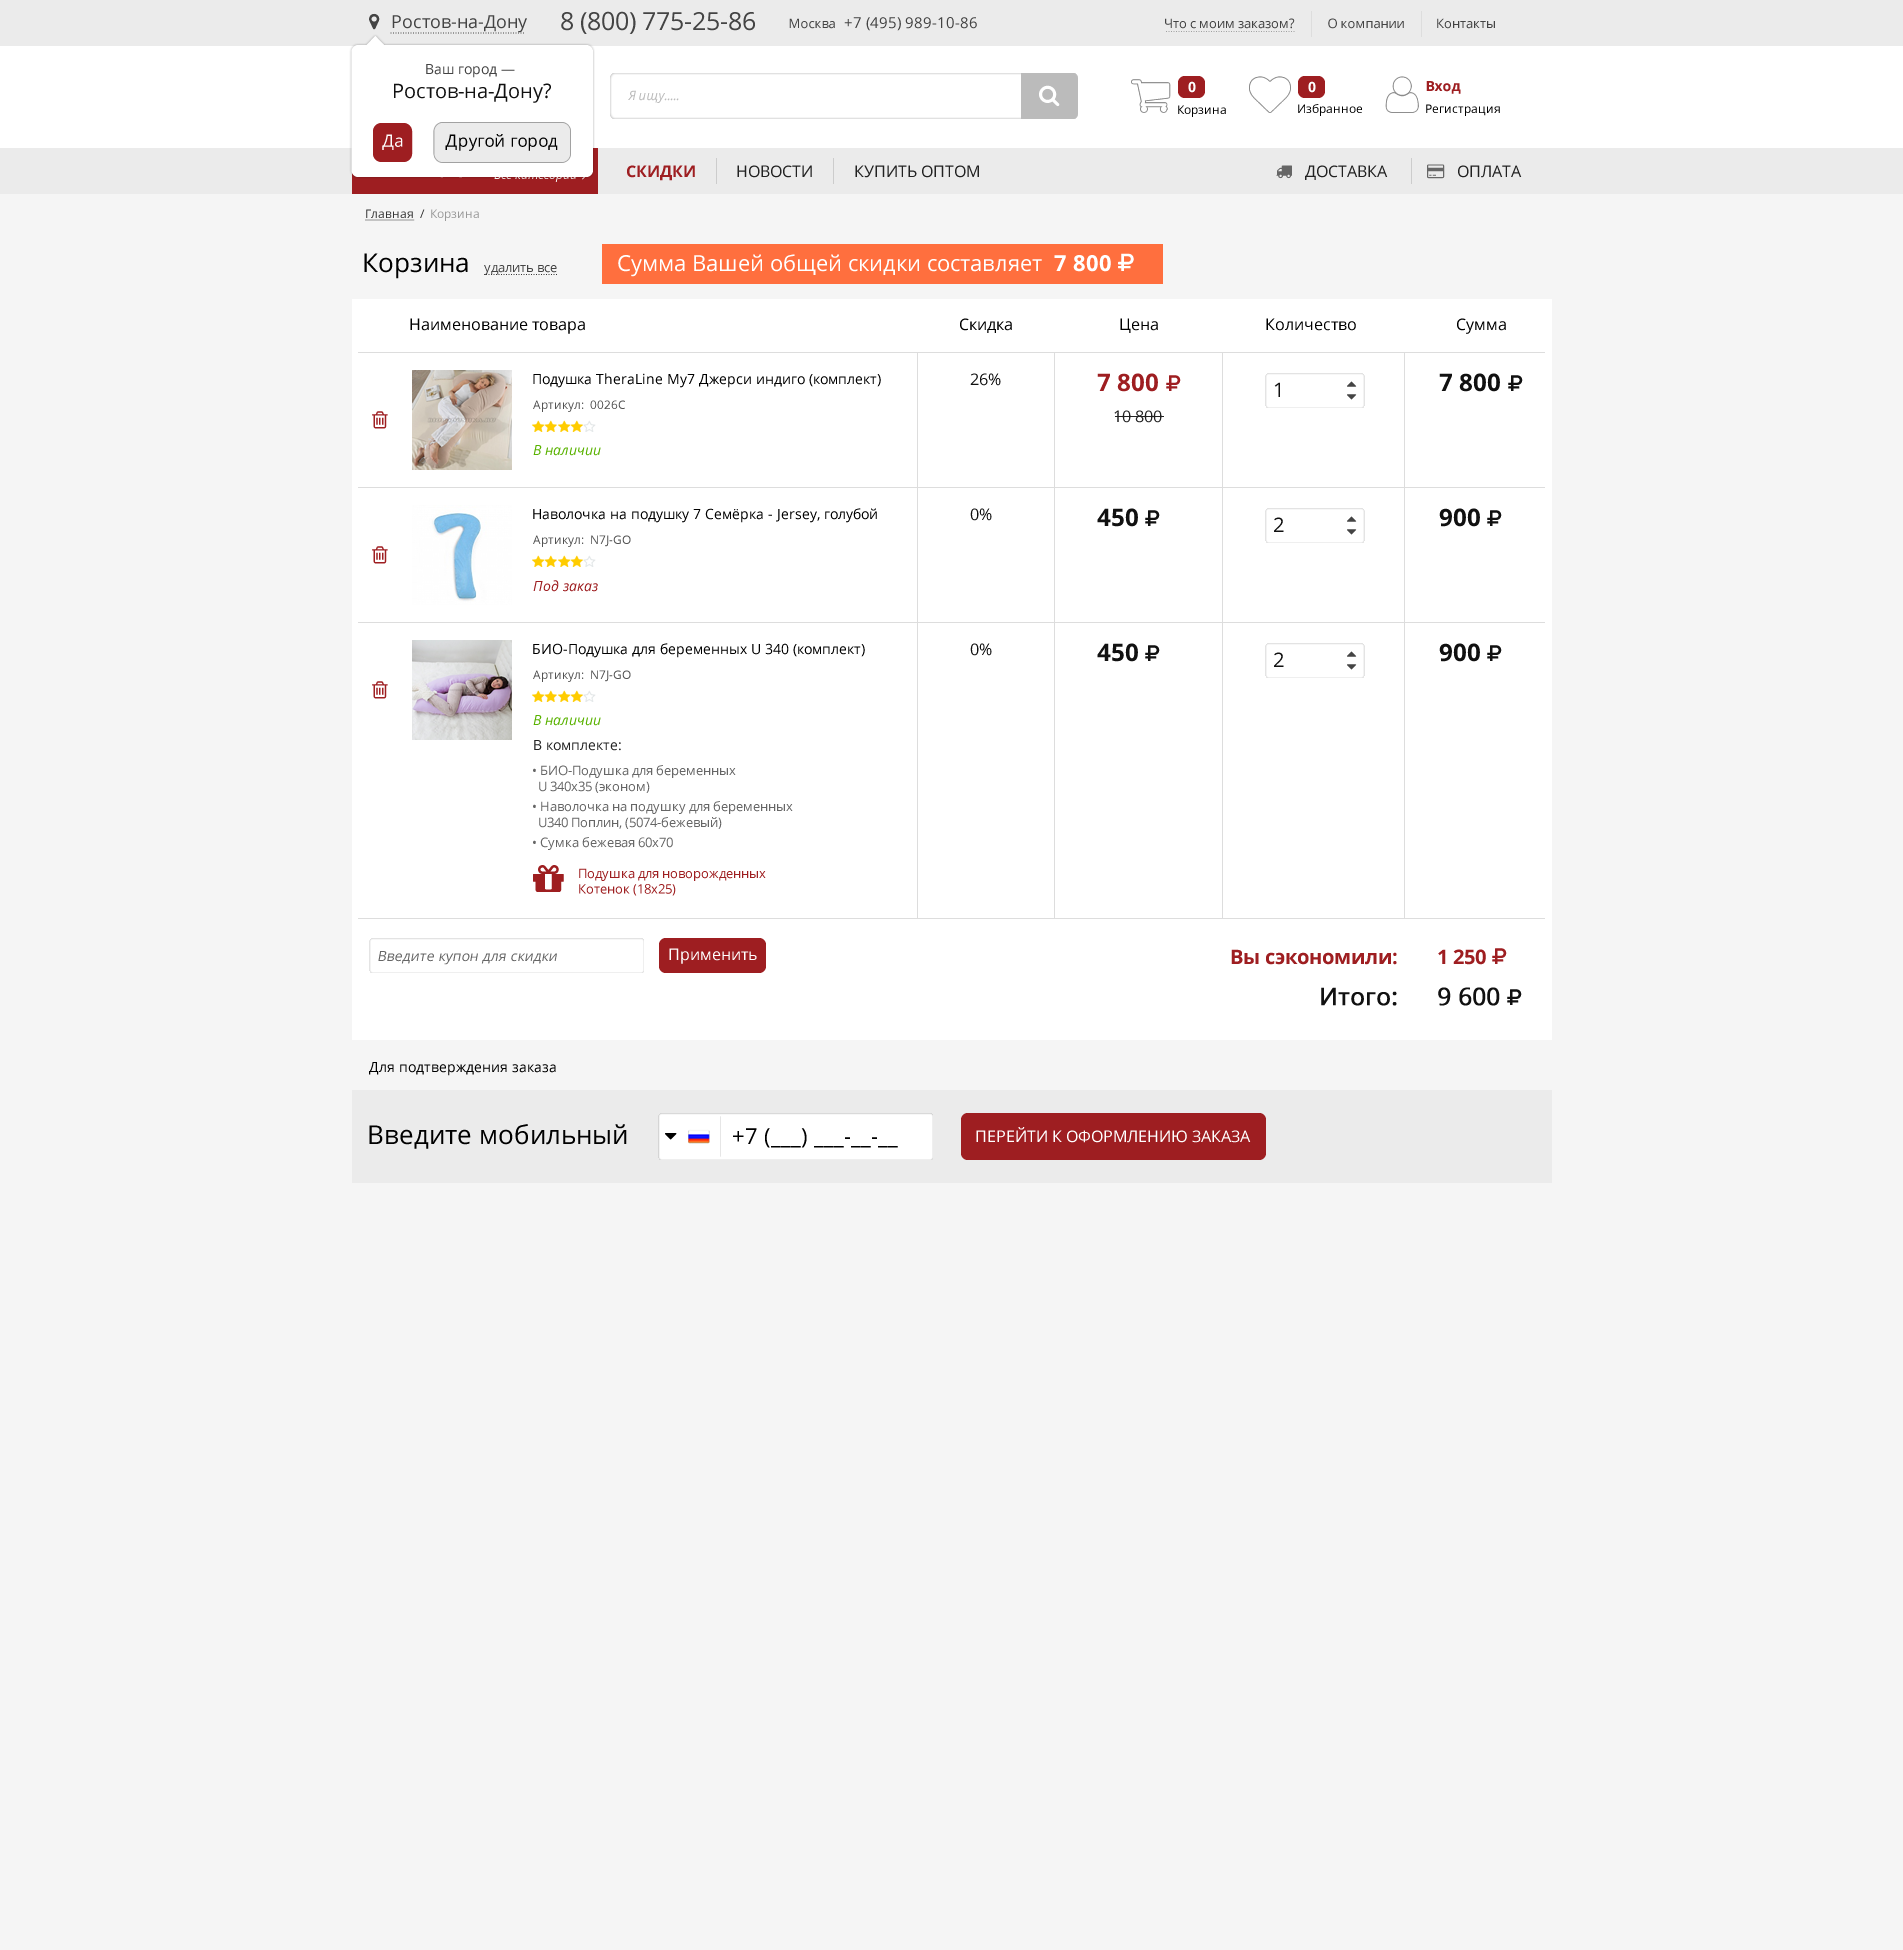 Ростов-на-Дону 8 (800) 775-25-86 Москва +7 (495) 989-10-86 Что с моим заказом? О компании Контакты
Ваш город —
Ростов-на-Дону?
Да Другой город
Я ищу.....
0 Корзина
0 Избранное
Вход
Регистрация
СКИДКИ НОВОСТИ КУПИТЬ ОПТОМ ДОСТАВКА ОПЛАТА
Главная / Корзина
Корзина удалить все Сумма Вашей общей скидки составляет 7 800 ₽
Наименование товара Скидка Цена Количество Сумма
Подушка TheraLine My7 Джерси индиго (комплект) 26% 7 800 ₽ 1 7 800 ₽
Артикул: 0026C 10 800
В наличии
Наволочка на подушку 7 Семёрка - Jersey, голубой 0% 450 ₽ 2 900 ₽
Артикул: N7J-GO
Под заказ
БИО-Подушка для беременных U 340 (комплект) 0% 450 ₽ 2 900 ₽
Артикул: N7J-GO
В наличии
В комплекте:
• БИО-Подушка для беременных
U 340x35 (эконом)
• Наволочка на подушку для беременных
U340 Поплин, (5074-бежевый)
• Сумка бежевая 60x70
Подушка для новорожденных
Котенок (18x25)
Введите купон для скидки Применить Вы сэкономили: 1 250 ₽
Итого: 9 600 ₽
Для подтверждения заказа
Введите мобильный +7 (___) ___-__-__ ПЕРЕЙТИ К ОФОРМЛЕНИЮ ЗАКАЗА